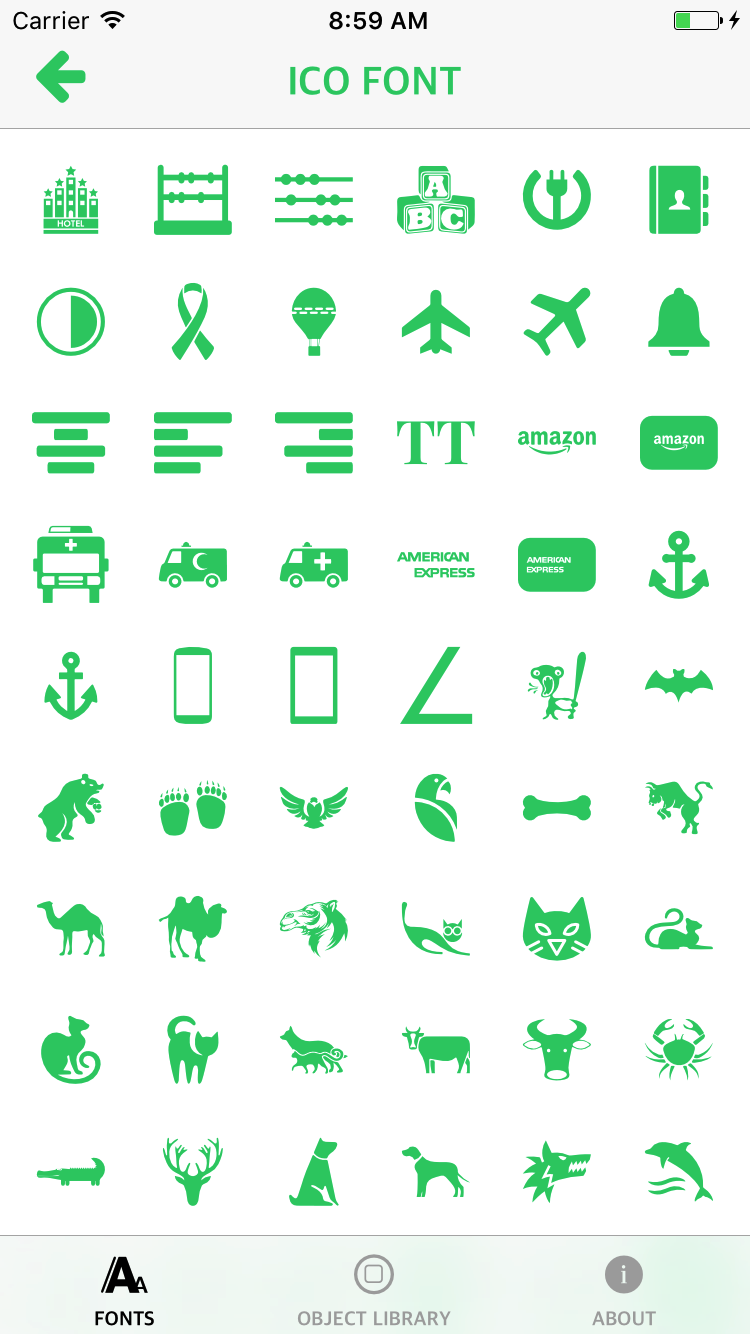 Carrier 8:59 AM
ICO FONT
HOTEL
A
B C
TT
amazon
amazon
AMERICAN
EXPRESS
AMERICAN
EXPRESS
FONTS OBJECT LIBRARY ABOUT